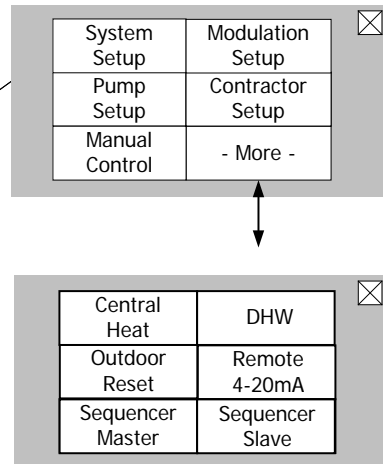 System
Setup
Modulation
Setup
Pump
Setup
Contractor
Setup
Manual
Control
- More -
Central
Heat
DHW
Outdoor
Reset
Remote
4-20mA
Sequencer
Master
Sequencer
Slave